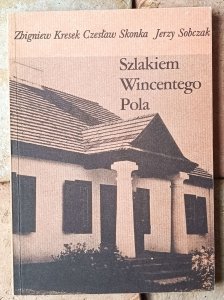 Zbigniew Kresek Czesław Skonka Jerzy Sobczak
Szlakiem
Wincentego
Pola